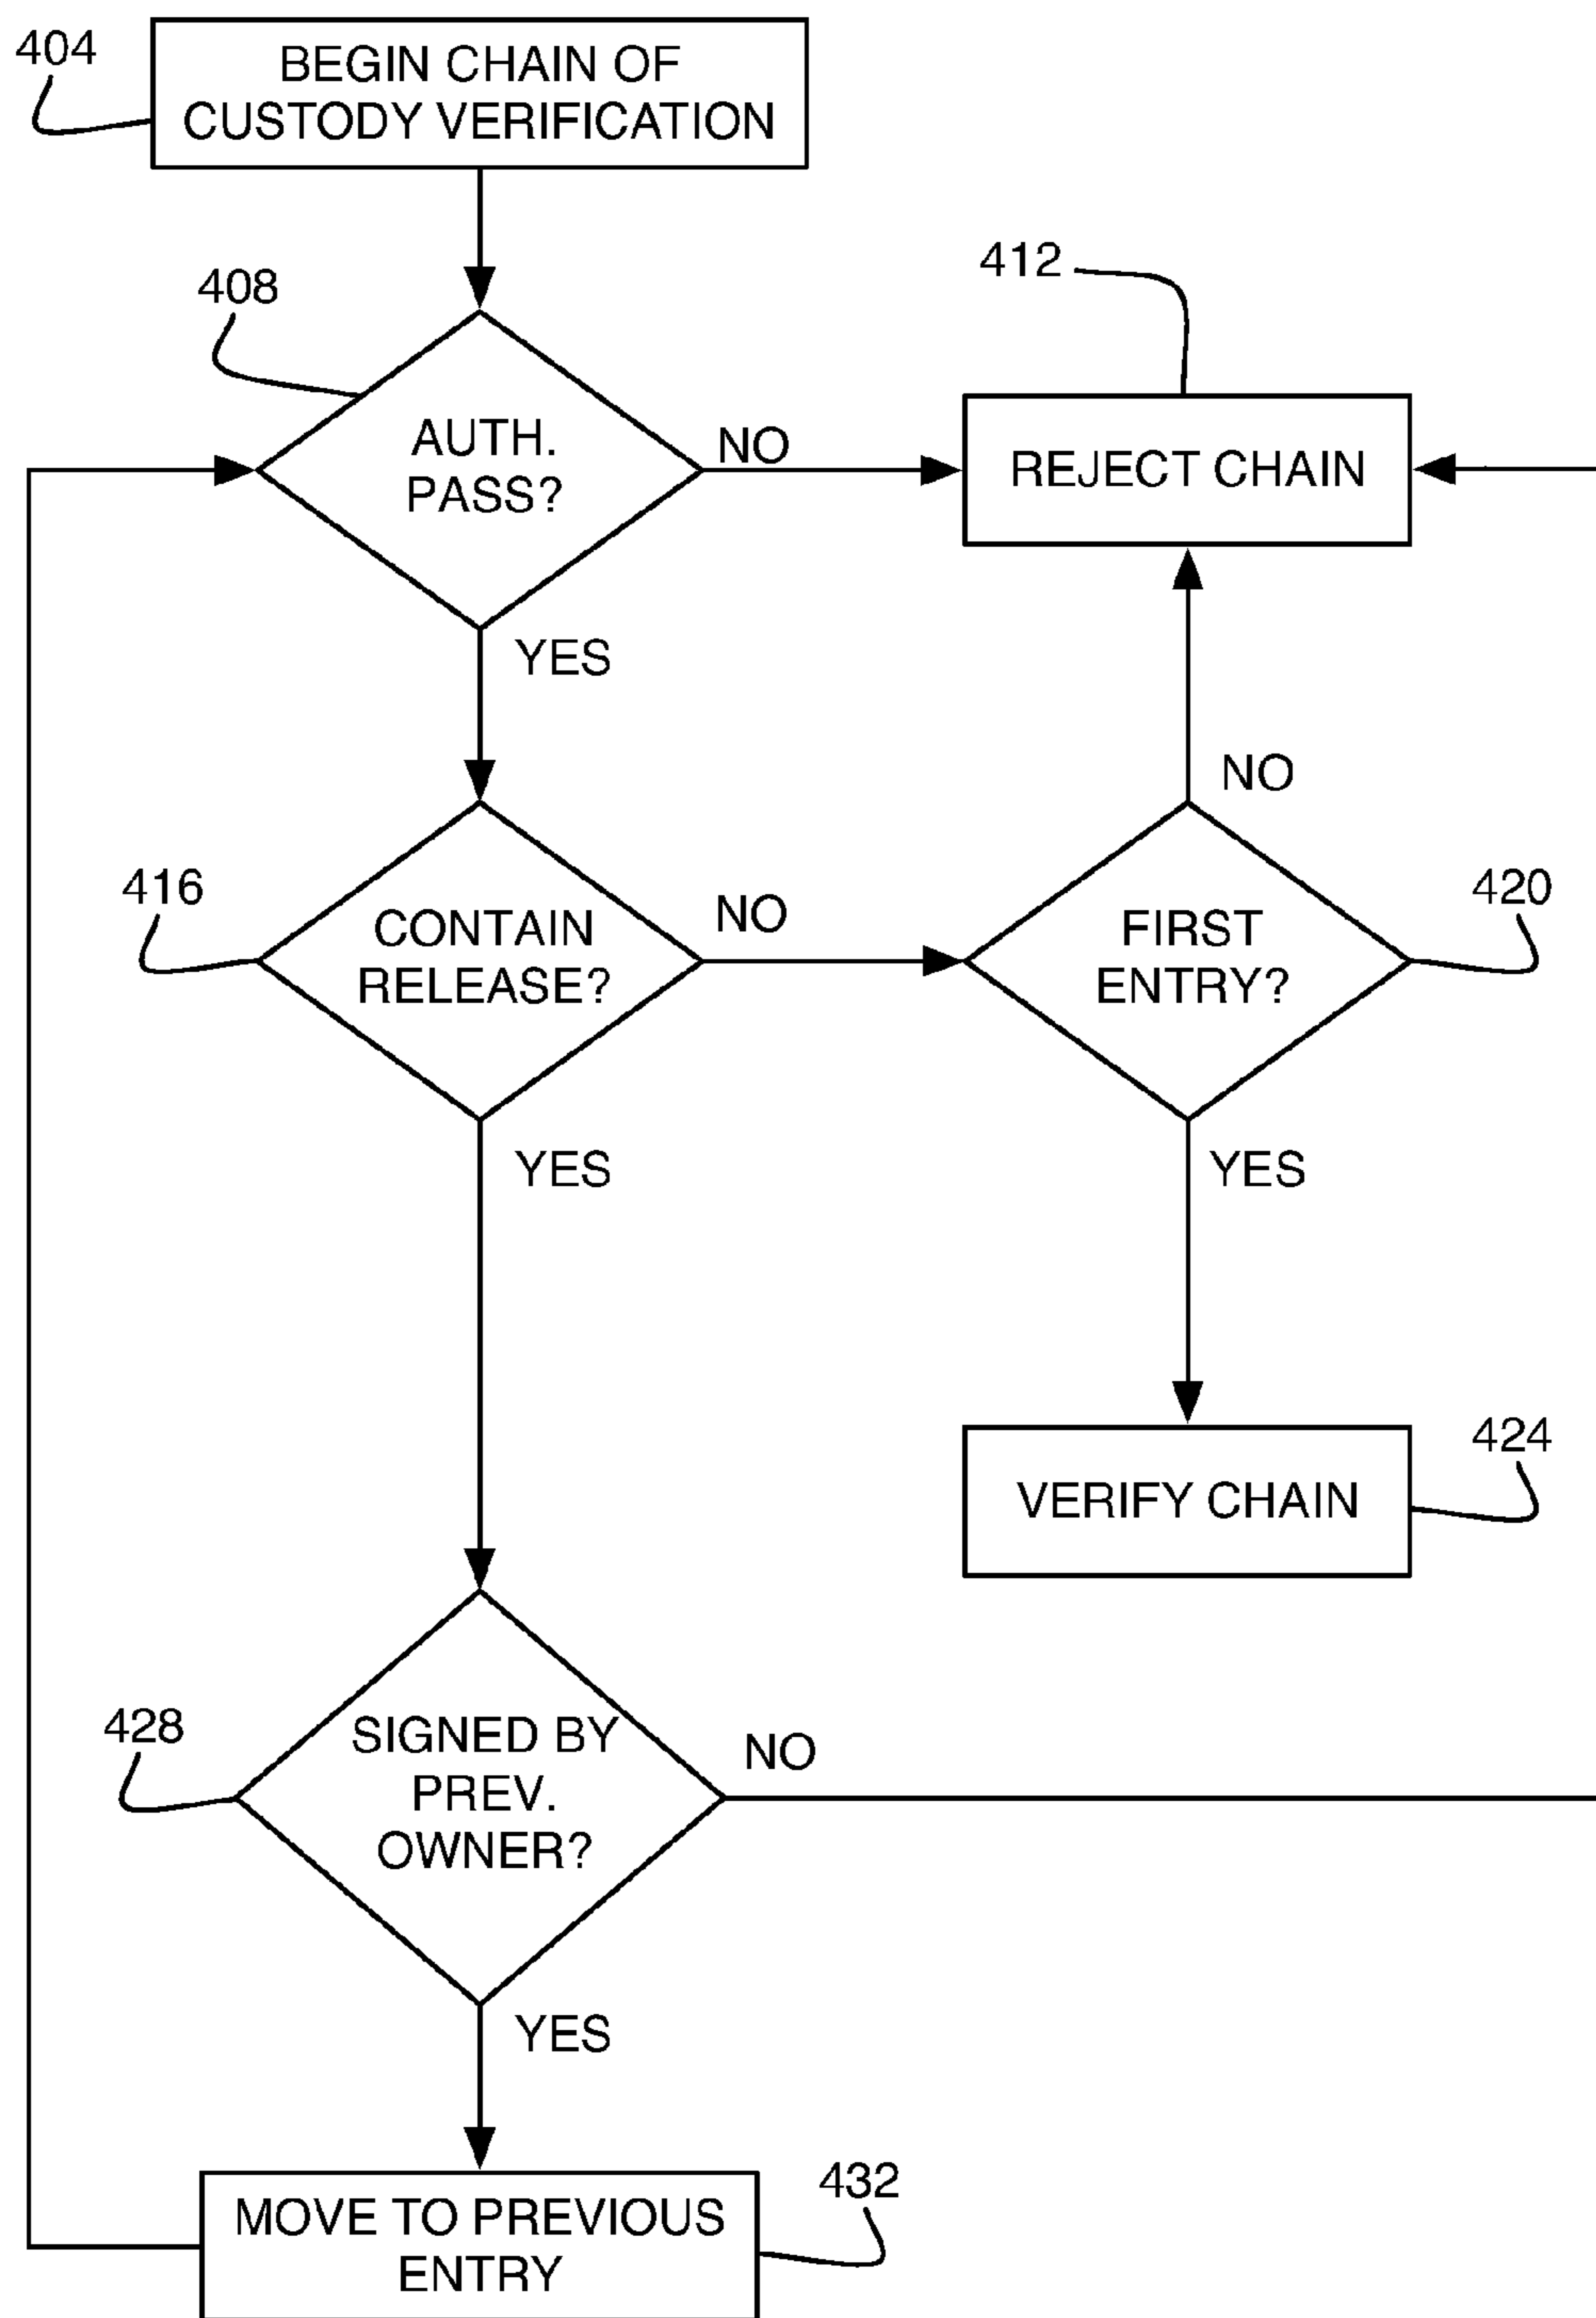 404
BEGIN CHAIN OF
CUSTODY VERIFICATION
408
412
AUTH.
PASS?
NO
REJECT CHAIN
YES
NO
416
CONTAIN
RELEASE?
NO
FIRST
ENTRY?
420
YES
YES
424
VERIFY CHAIN
428
SIGNED BY
PREV.
OWNER?
NO
YES
432
MOVE TO PREVIOUS
ENTRY